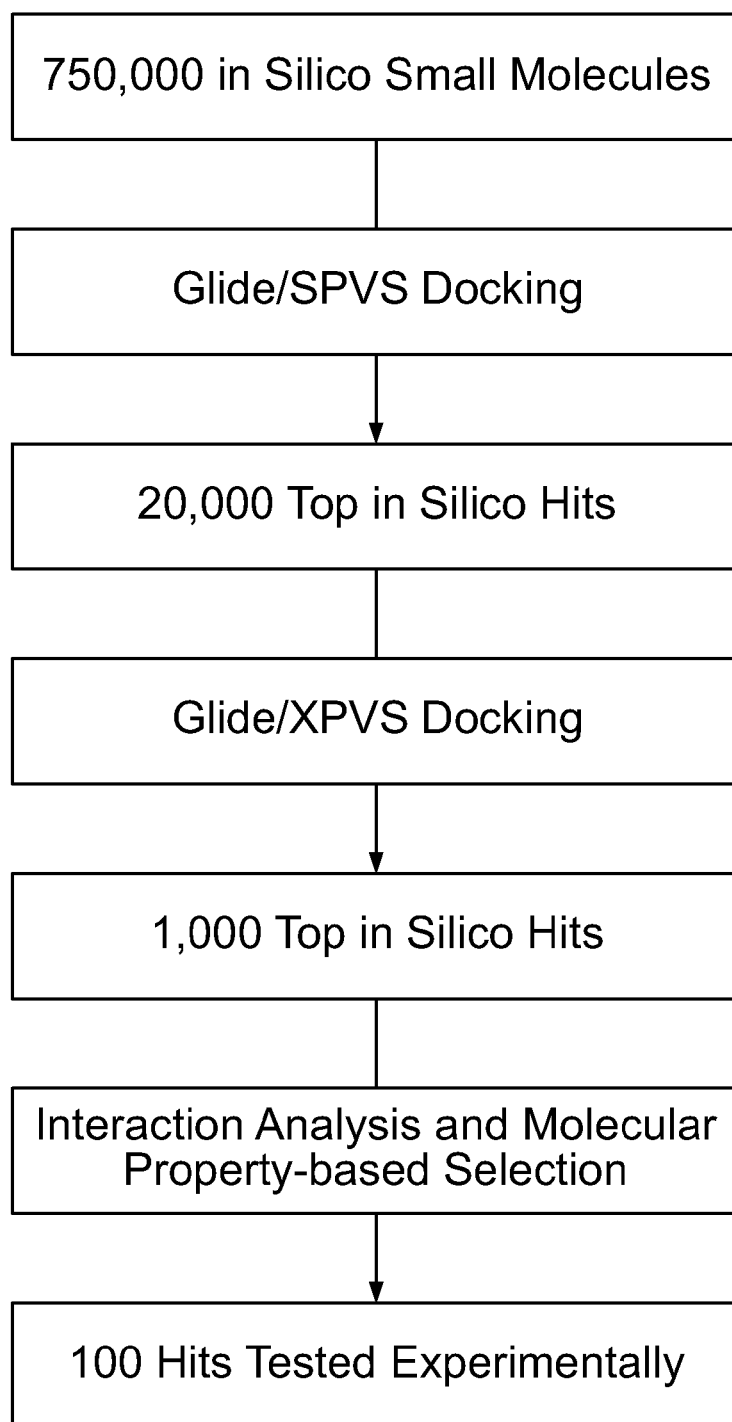 750,000 in Silico Small Molecules
Glide/SPVS Docking
20,000 Top in Silico Hits
Glide/XPVS Docking
1,000 Top in Silico Hits
Interaction Analysis and Molecular
Property-based Selection
100 Hits Tested Experimentally